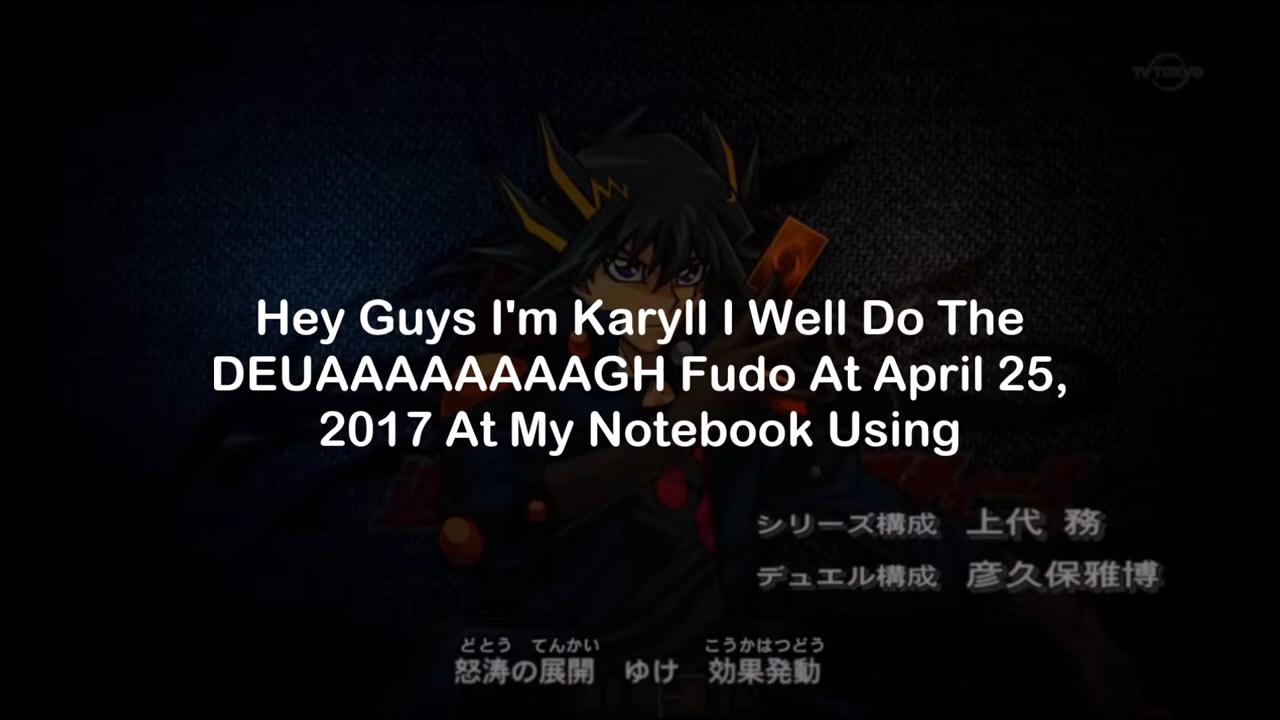 TV TOKYO
Hey Guys I'm Karyll I Well Do The
DEUAAAAAAAAGH Fudo At April 25,
2017 At My Notebook Using
シリーズ構成 上代 務
デュエル構成 彦久保雅博
どとう てんかい こうかはつどう
怒涛の展開 ゆけ 効果発動